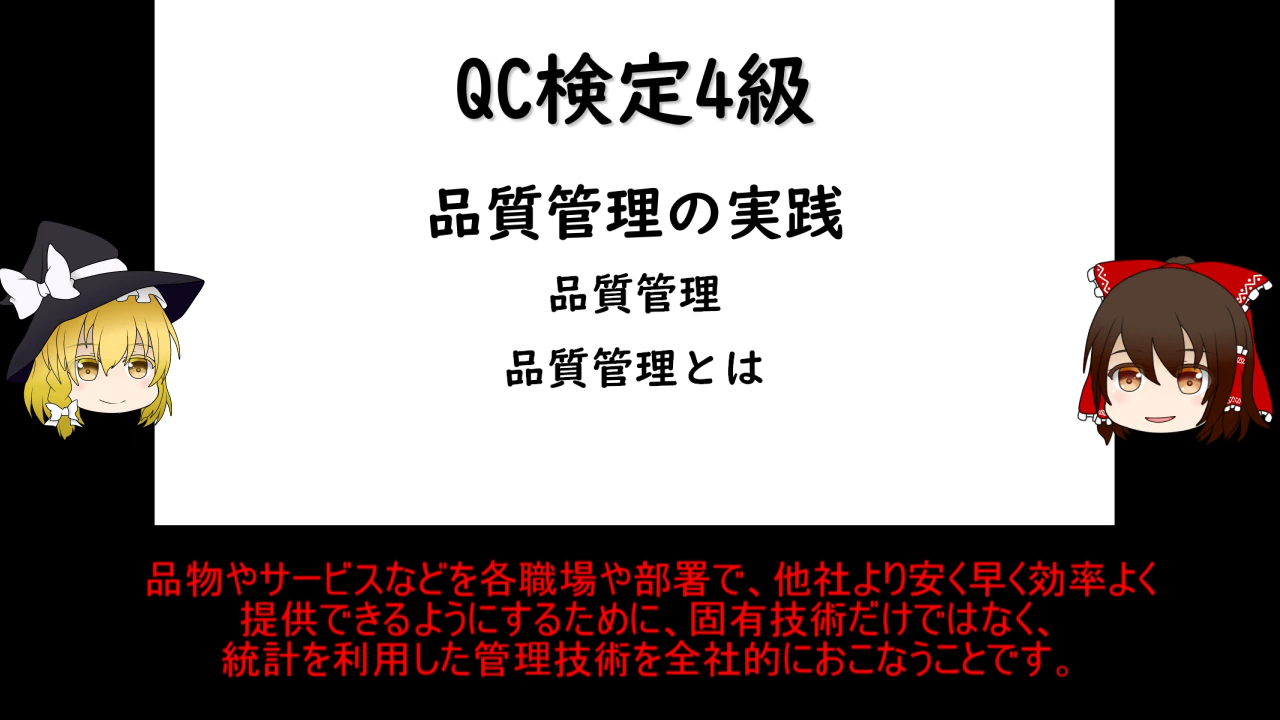 QC検定4級
品質管理の実践
品質管理
品質管理とは
品物やサービスなどを各職場や部署で、他社より安く早く効率よく
提供できるようにするために、固有技術だけではなく、
統計を利用した管理技術を全社的におこなうことです。